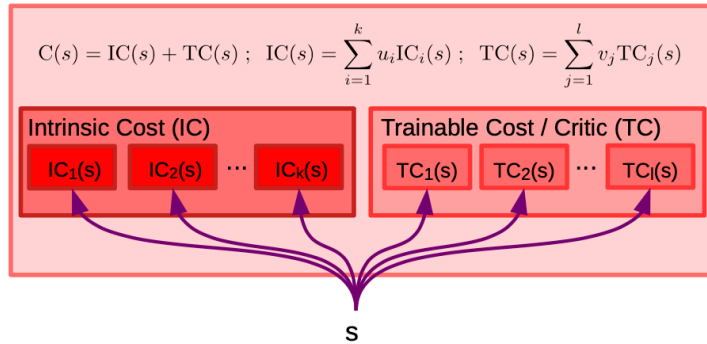 C(s) = IC(s) + TC(s) ; IC(s) = ∑_{i=1}^{k} u_i IC_i(s) ; TC(s) = ∑_{j=1}^{l} v_j TC_j(s)
Intrinsic Cost (IC)
IC₁(s) IC₂(s) ... ICₖ(s)
Trainable Cost / Critic (TC)
TC₁(s) TC₂(s) ... TCₗ(s)
s